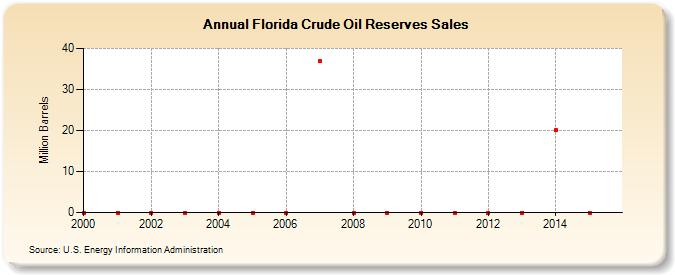 Annual Florida Crude Oil Reserves Sales
Million Barrels
40
30
20
10
0
2000 2002 2004 2006 2008 2010 2012 2014
Source: U.S. Energy Information Administration